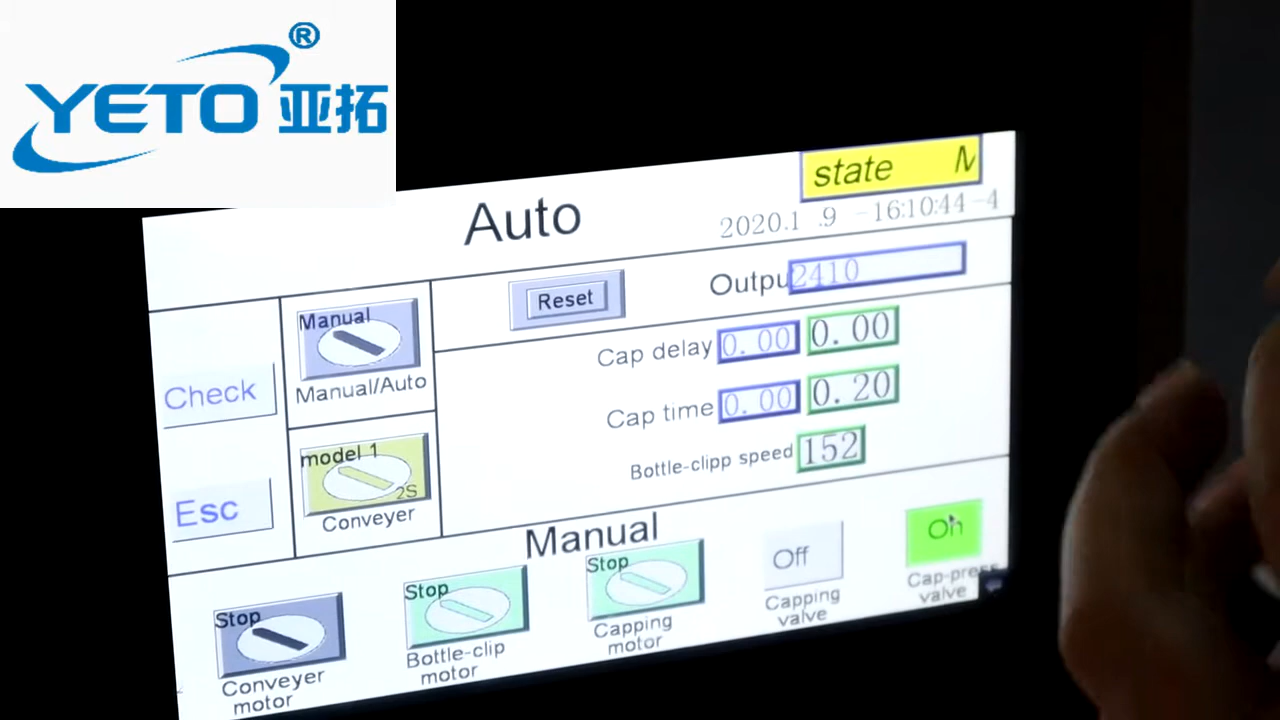 YETO® 亚拓
state
Auto
2020.1 .9 -16:10:44-4
Reset
Outpu 2410
Manual
Manual/Auto
Check
Cap delay 0.00 0.00
Cap time 0.00 0.20
model 1
2S
Conveyer
Bottle-clipp speed 152
Esc
Manual
Stop
Conveyer
motor
Stop
Bottle-clip
motor
Stop
Capping
motor
Off
Capping
valve
On
Cap-press
valve